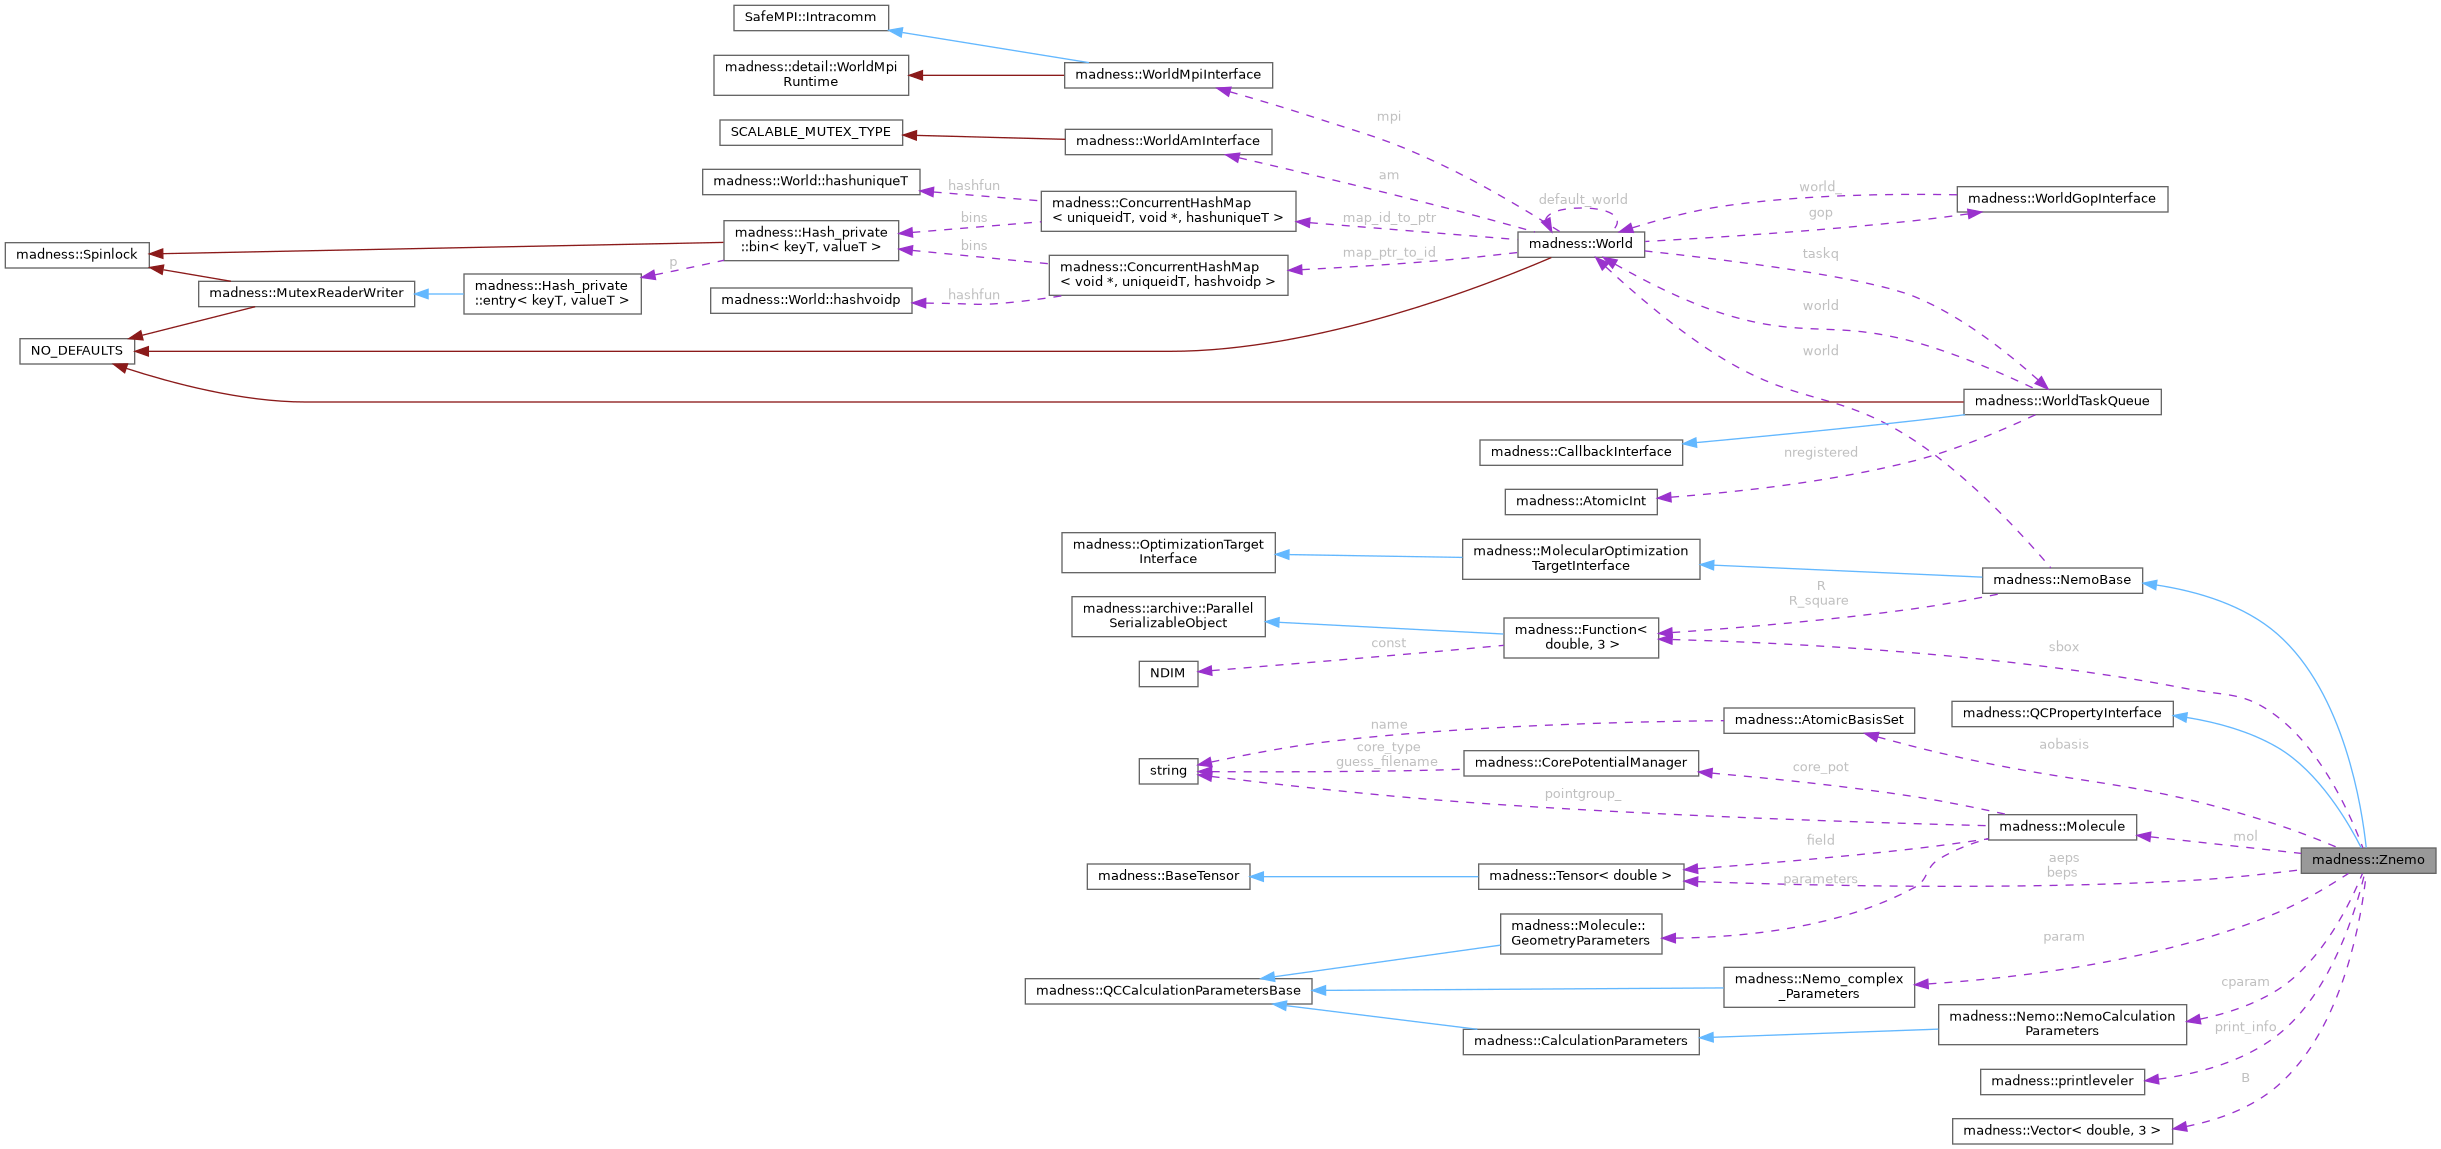 SafeMPI::Intracomm
madness::detail::WorldMpi
Runtime
madness::WorldMpiInterface
mpi
SCALABLE_MUTEX_TYPE
madness::WorldAmInterface
am
madness::World::hashuniqueT
hashfun
madness::ConcurrentHashMap
< uniqueidT, void *, hashuniqueT >
map_id_to_ptr
default_world
world_
gop
madness::WorldGopInterface
madness::Hash_private
::bin< keyT, valueT >
bins
bins
madness::World
madness::Spinlock
p
madness::ConcurrentHashMap
< void *, uniqueidT, hashvoidp >
map_ptr_to_id
taskq
madness::MutexReaderWriter
madness::Hash_private
::entry< keyT, valueT >
madness::World::hashvoidp
hashfun
world
world
NO_DEFAULTS
madness::WorldTaskQueue
madness::CallbackInterface
nregistered
madness::AtomicInt
madness::OptimizationTarget
Interface
madness::MolecularOptimization
TargetInterface
madness::NemoBase
R
R_square
madness::archive::Parallel
SerializableObject
madness::Function<
double, 3 >
const
sbox
NDIM
madness::AtomicBasisSet
madness::QCPropertyInterface
name
aobasis
core_type
guess_filename
string
madness::CorePotentialManager
core_pot
pointgroup_
madness::Molecule
mol
field
madness::Znemo
madness::BaseTensor
madness::Tensor< double >
parameters
aeps
beps
madness::Molecule::
GeometryParameters
param
madness::QCCalculationParametersBase
madness::Nemo_complex
_Parameters
cparam
madness::Nemo::NemoCalculation
Parameters
print_info
madness::CalculationParameters
madness::printleveler
B
madness::Vector< double, 3 >